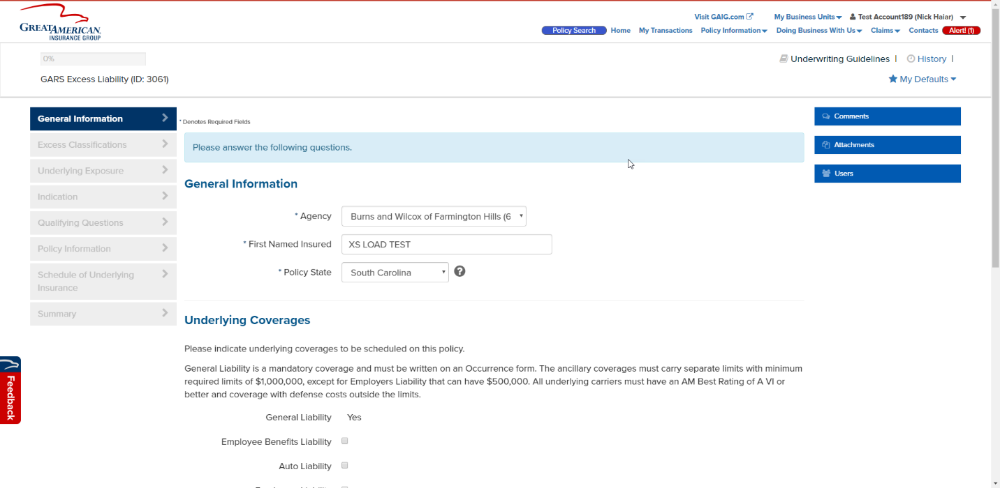 GREATAMERICAN.
INSURANCE GROUP
Visit GAIG.com
My Business Units
Test Account189 (Nick Haiar)
Policy Search
Home
My Transactions
Policy Information
Doing Business With Us
Claims
Contacts
Alert! (1)
0%
GARS Excess Liability (ID: 3061)
Underwriting Guidelines
History
My Defaults
General Information
Excess Classifications
Underlying Exposure
Indication
Qualifying Questions
Policy Information
Schedule of Underlying
Insurance
Summary
Feedback
* Denotes Required Fields
Please answer the following questions.
General Information
* Agency
Burns and Wilcox of Farmington Hills (6
* First Named Insured
XS LOAD TEST
* Policy State
South Carolina
?
Underlying Coverages
Please indicate underlying coverages to be scheduled on this policy.
General Liability is a mandatory coverage and must be written on an Occurrence form. The ancillary coverages must carry separate limits with minimum
required limits of $1,000,000, except for Employers Liability that can have $500,000. All underlying carriers must have an AM Best Rating of A VI or
better and coverage with defense costs outside the limits.
General Liability Yes
Employee Benefits Liability
Auto Liability
Comments
Attachments
Users